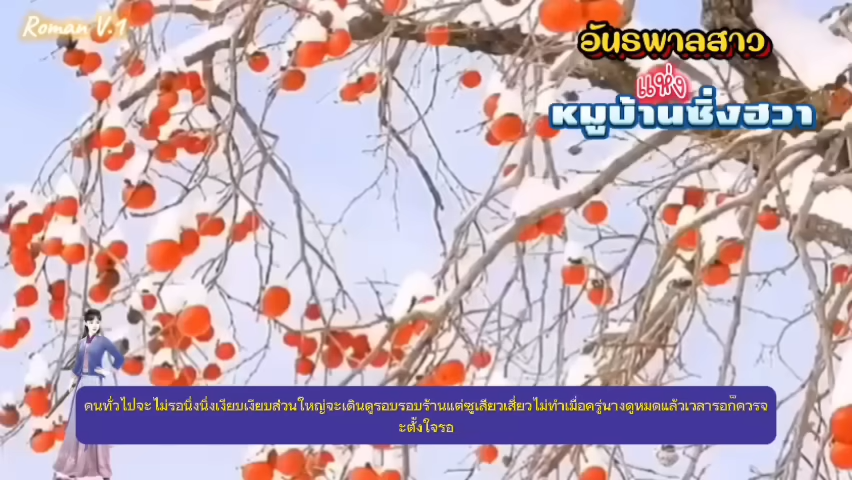 Roman V.1
อันธพาลสาว
แห่ง
หมู่บ้านซิ่งฮวา
คนทั่วไปจะไม่รอนิ่งนิ่งเงียบเงียบส่วนใหญ่จะเดินดูรอบรอบร้านแต่ซูเสียวเสี่ยวไม่ทำเมื่อครู่นางดูหมดแล้วเวลารอก็ควรจ
ะตั้งใจรอ